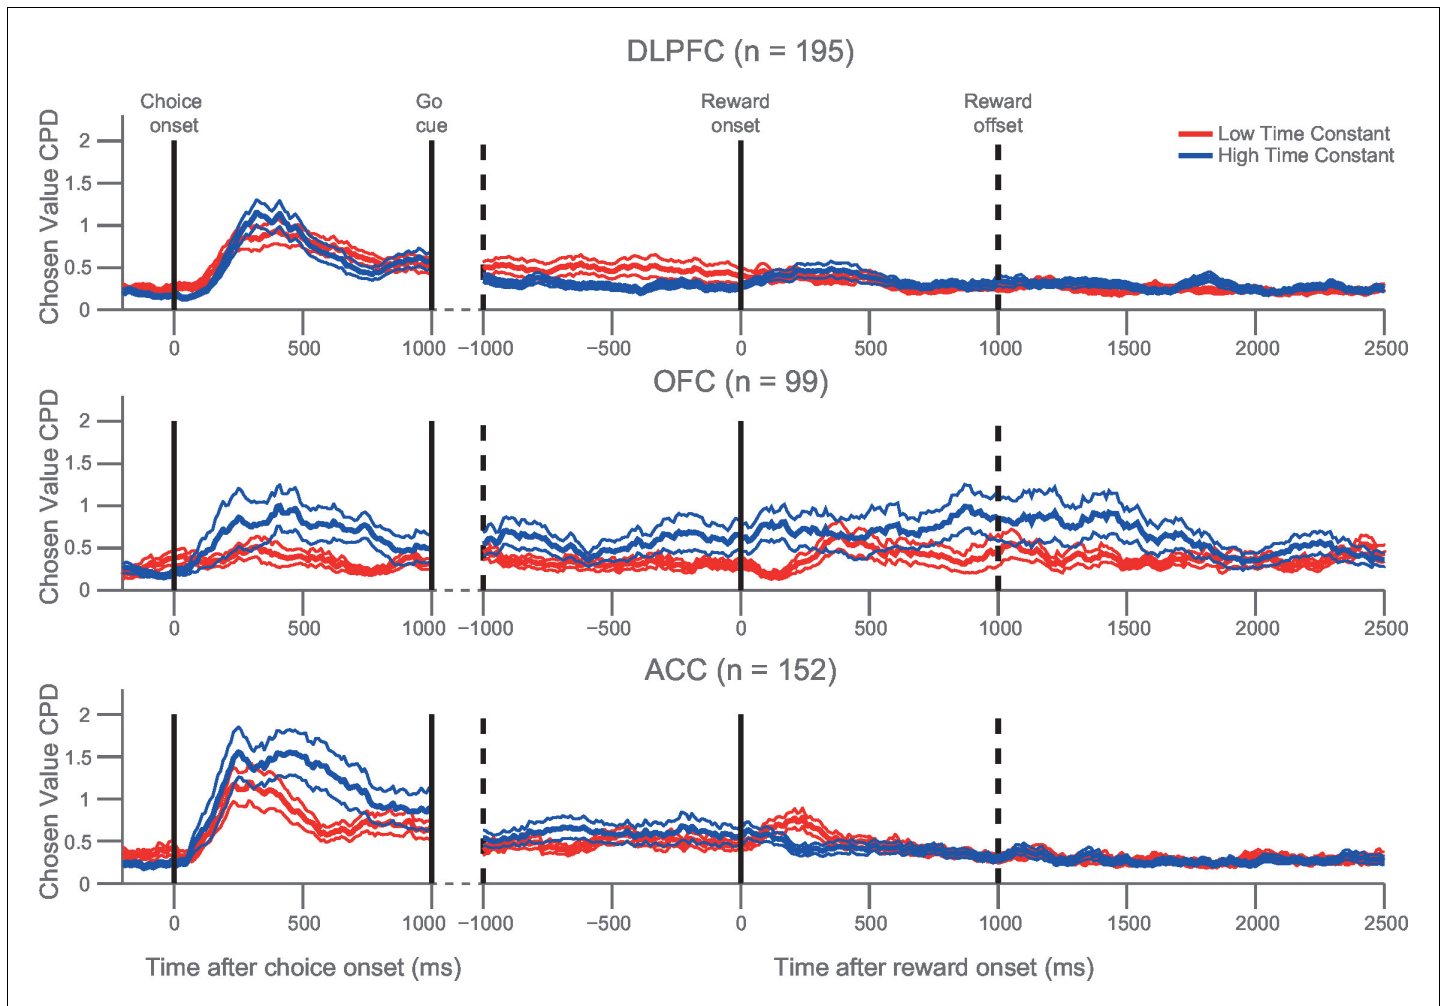 DLPFC (n = 195)
Choice onset
Go cue
Reward onset
Reward offset
Low Time Constant
High Time Constant
Chosen Value CPD
2
1.5
1
0.5
0
0 500 1000 −1000 −500 0 500 1000 1500 2000 2500
OFC (n = 99)
Chosen Value CPD
2
1.5
1
0.5
0
0 500 1000 −1000 −500 0 500 1000 1500 2000 2500
ACC (n = 152)
Chosen Value CPD
2
1.5
1
0.5
0
0 500 1000 −1000 −500 0 500 1000 1500 2000 2500
Time after choice onset (ms)
Time after reward onset (ms)